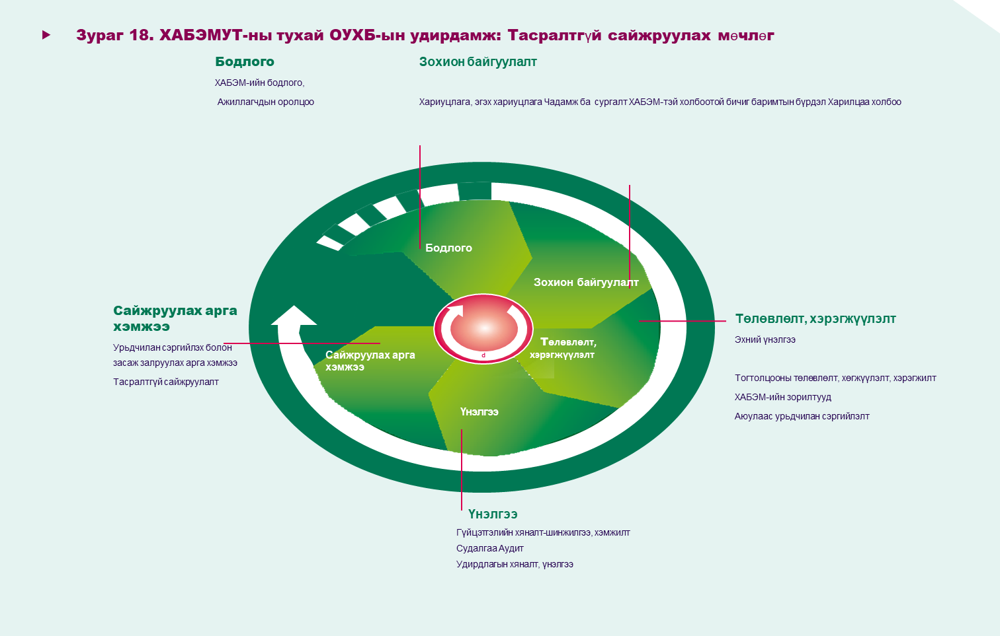 Зураг 18. ХАБЭМУТ-ны тухай ОУХБ-ын удирдамж: Тасралтгүй сайжруулах мөчлөг
Бодлого
ХАБЭМ-ийн бодлого,
Ажиллагчдын оролцоо
Зохион байгуулалт
Хариуцлага, эгэх хариуцлага Чадамж ба сургалт ХАБЭМ-тэй холбоотой бичиг баримтын бүрдэл Харилцаа холбоо
Бодлого
Зохион байгуулалт
Төлөвлөлт,
хэрэгжүүлэлт
Үнэлгээ
Сайжруулах арга
хэмжээ
Сайжруулах арга
хэмжээ
Урьдчилан сэргийлэх болон
засаж залруулах арга хэмжээ
Тасралтгүй сайжруулалт
Төлөвлөлт, хэрэгжүүлэлт
Эхний үнэлгээ
Тогтолцооны төлөвлөлт, хөгжүүлэлт, хэрэгжилт
ХАБЭМ-ийн зорилтууд
Аюулаас урьдчилан сэргийлэлт
Үнэлгээ
Гүйцэтгэлийн хяналт-шинжилгээ, хэмжилт
Судалгаа Аудит
Удирдлагын хяналт, үнэлгээ